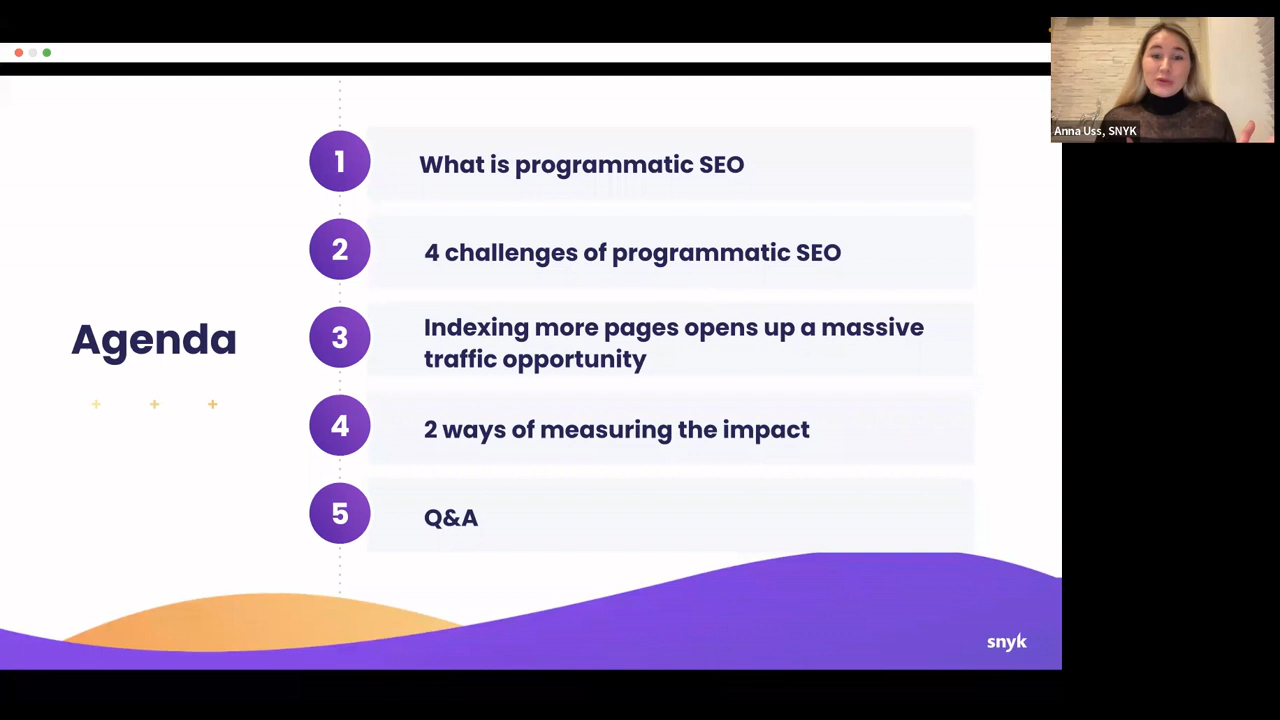 Anna Uss, SNYK
Agenda
1
What is programmatic SEO
2
4 challenges of programmatic SEO
3
Indexing more pages opens up a massive
traffic opportunity
4
2 ways of measuring the impact
5
Q&A
snyk